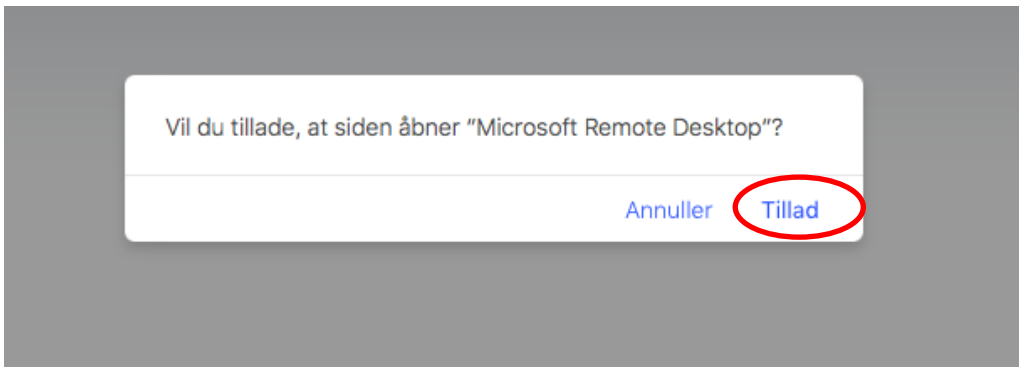 Vil du tillade, at siden åbner "Microsoft Remote Desktop"?
Annuller Tillad